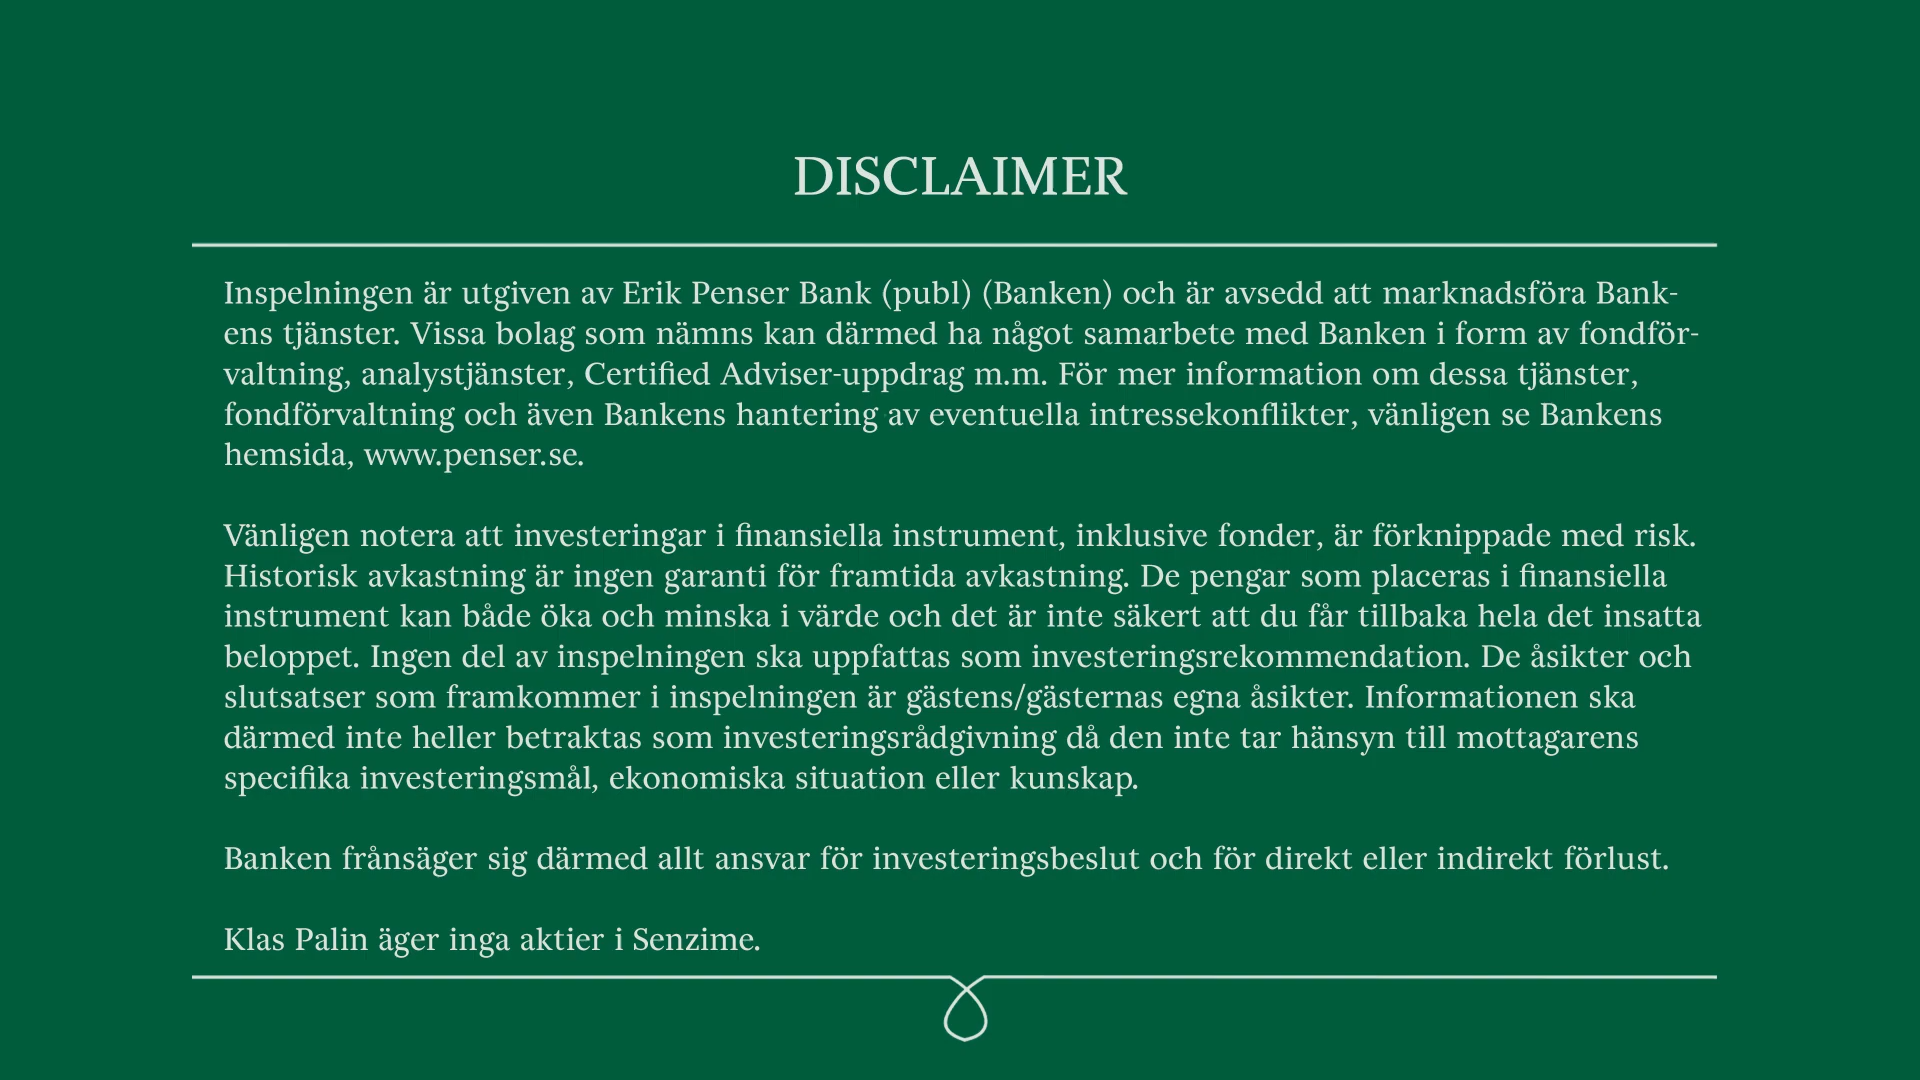 DISCLAIMER
Inspelningen är utgiven av Erik Penser Bank (publ) (Banken) och är avsedd att marknadsföra Bank-
ens tjänster. Vissa bolag som nämns kan därmed ha något samarbete med Banken i form av fondför-
valtning, analystjänster, Certified Adviser-uppdrag m.m. För mer information om dessa tjänster,
fondförvaltning och även Bankens hantering av eventuella intressekonflikter, vänligen se Bankens
hemsida, www.penser.se.
Vänligen notera att investeringar i finansiella instrument, inklusive fonder, är förknippade med risk.
Historisk avkastning är ingen garanti för framtida avkastning. De pengar som placeras i finansiella
instrument kan både öka och minska i värde och det är inte säkert att du får tillbaka hela det insatta
beloppet. Ingen del av inspelningen ska uppfattas som investeringsrekommendation. De åsikter och
slutsatser som framkommer i inspelningen är gästens/gästernas egna åsikter. Informationen ska
därmed inte heller betraktas som investeringsrådgivning då den inte tar hänsyn till mottagarens
specifika investeringsmål, ekonomiska situation eller kunskap.
Banken frånsäger sig därmed allt ansvar för investeringsbeslut och för direkt eller indirekt förlust.
Klas Palin äger inga aktier i Senzime.